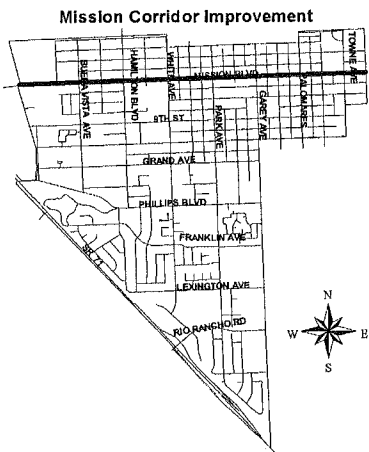 Mission Corridor Improvement
TOWNE AVE
BUENA VISTA AVE
HAMILTON BLVD
WHITE AVE
MISSION BLVD
PALOMARES
GAREY AVE
PARK AVE
9TH ST
GRAND AVE
PHILLIPS BLVD
FRANKLIN AVE
SR 71
LEXINGTON AVE
RIO RANCHO RD
N
W
E
S